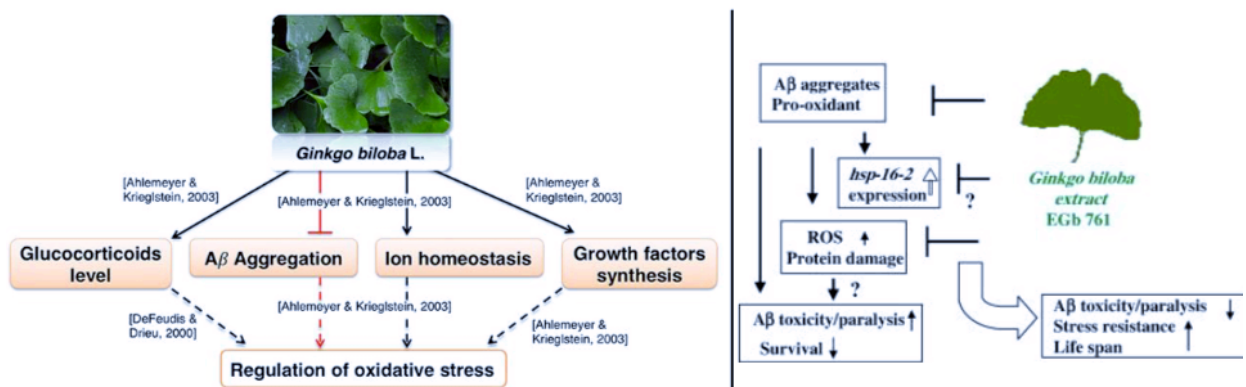 Ginkgo biloba L.
[Ahlemeyer &
Krieglstein, 2003]
[Ahlemeyer & Krieglstein, 2003]
[Ahlemeyer &
Krieglstein, 2003]
Glucocorticoids
level
Aβ Aggregation
Ion homeostasis
Growth factors
synthesis
[DeFeudis &
Drieu, 2000]
[Ahlemeyer & Krieglstein, 2003]
[Ahlemeyer &
Krieglstein, 2003]
Regulation of oxidative stress
Aβ aggregates
Pro-oxidant
hsp-16-2
expression
?
Ginkgo biloba
extract
EGb 761
ROS
Protein damage
?
Aβ toxicity/paralysis
Survival
Aβ toxicity/paralysis
Stress resistance
Life span